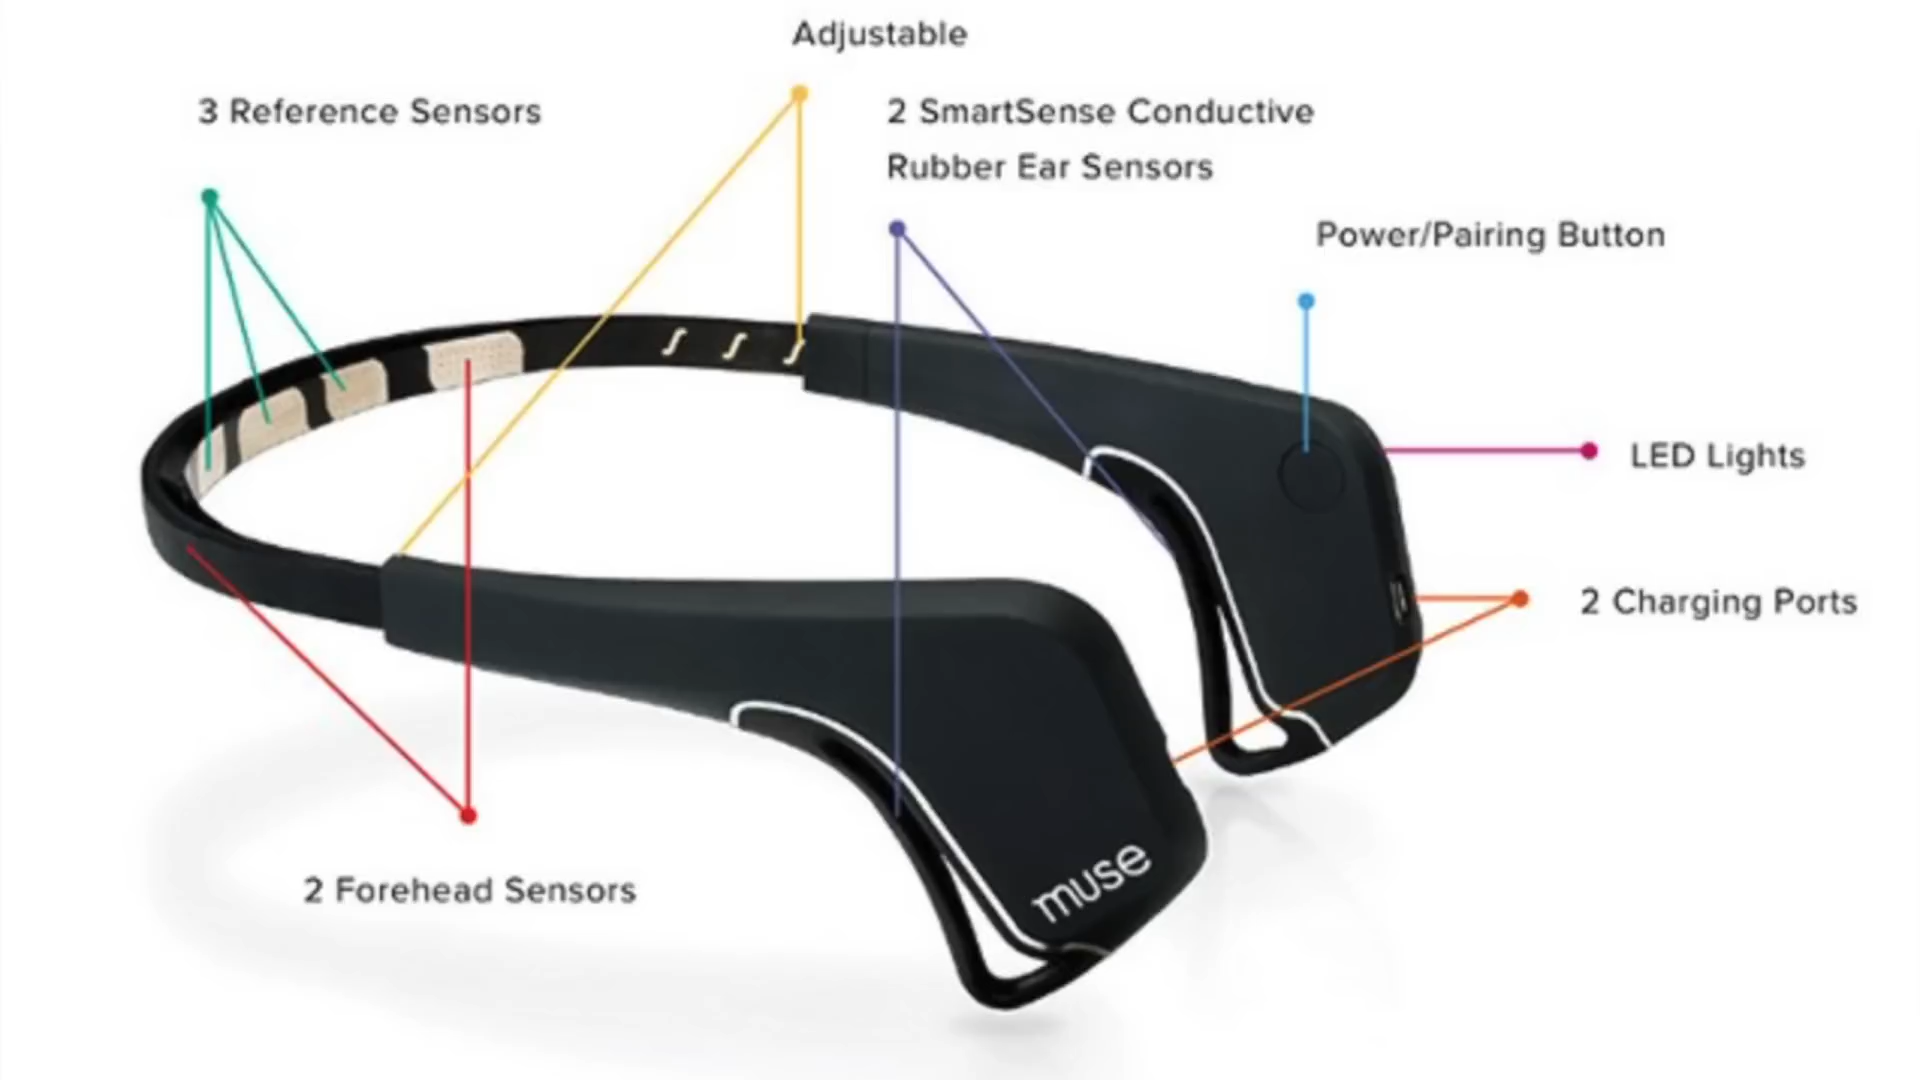 Adjustable
3 Reference Sensors
2 SmartSense Conductive
Rubber Ear Sensors
Power/Pairing Button
LED Lights
2 Charging Ports
2 Forehead Sensors
muse